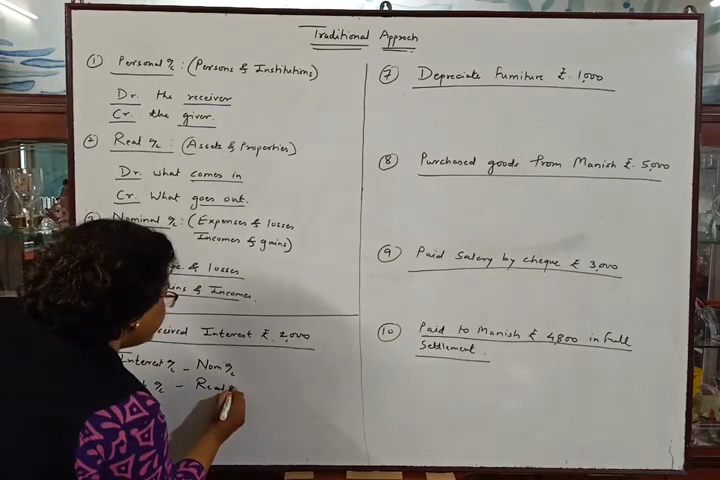 Traditional Approch
① Personal a/c : (Persons & Institutions)
Dr. the receiver
Cr. the giver.
② Real a/c : (Assets & Properties)
Dr. what comes in
Cr. What goes out.
Nominal a/c : (Expenses & losses
Incomes & gains)
& losses
& Incomes.
Interest ₹. 2,000
Interest a/c - Nom a/c
a/c - Real
⑦ Depreciate Furniture ₹. 1,000
⑧ Purchased goods from Manish ₹. 5,000
⑨ Paid Salary by cheque ₹ 3,000
⑩ Paid to Manish ₹ 4,800 in full
Settlement.